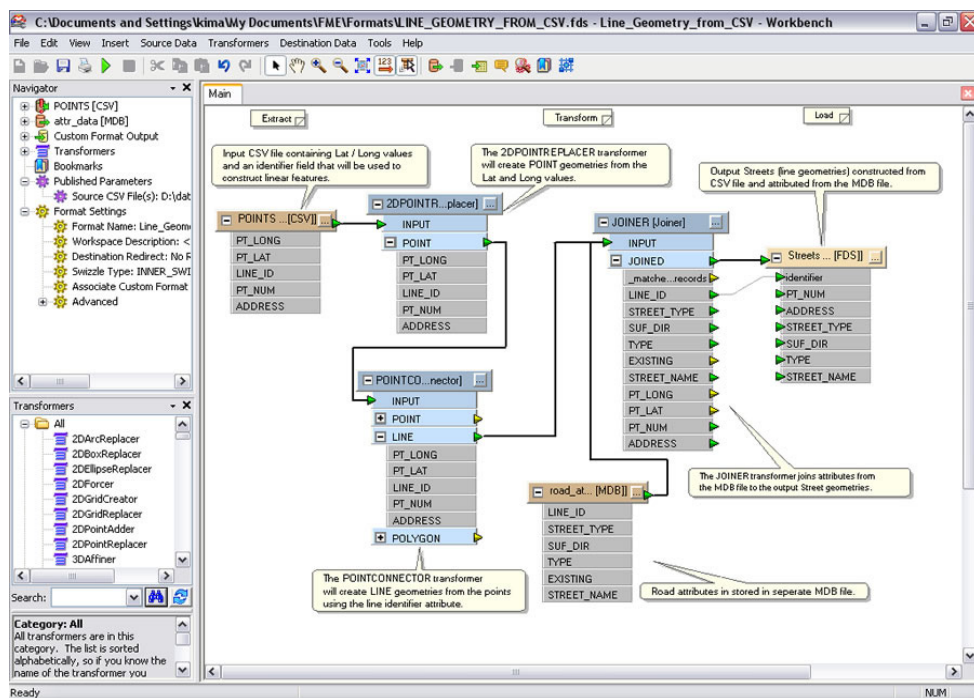 C:\Documents and Settings\kima\My Documents\FME\Formats\LINE_GEOMETRY_FROM_CSV.fds - Line_Geometry_from_CSV - Workbench
File Edit View Insert Source Data Transformers Destination Data Tools Help
Navigator
POINTS [CSV]
attr_data [MDB]
Custom Format Output
Transformers
Bookmarks
Published Parameters
Source CSV File(s): D:\dat
Format Settings
Format Name: Line_Geom
Workspace Description: <
Destination Redirect: No R
Swizzle Type: INNER_SWI
Associate Custom Format
Advanced
Transformers
All
2DArcReplacer
2DBoxReplacer
2DEllipseReplacer
2DForcer
2DGridCreator
2DGridReplacer
2DPointAdder
2DPointReplacer
3DAffiner
Search:
Category: All
All transformers are in this
category. The list is sorted
alphabetically, so if you know the
name of the transformer you
Ready
Main
Extract
Transform
Load
Input CSV file containing Lat / Long values
and an identifier field that will be used to
construct linear features.
The 2DPOINTREPLACER transformer
will create POINT geometries from the
Lat and Long values.
Output Streets (line geometries) constructed from
CSV file and attributed from the MDB file.
POINTS ...[CSV]]
PT_LONG
PT_LAT
LINE_ID
PT_NUM
ADDRESS
2DPOINTR...placer]
INPUT
POINT
PT_LONG
PT_LAT
LINE_ID
PT_NUM
ADDRESS
POINTCO...nector]
INPUT
POINT
LINE
PT_LONG
PT_LAT
LINE_ID
PT_NUM
ADDRESS
POLYGON
The POINTCONNECTOR transformer
will create LINE geometries from the points
using the line identifier attribute.
JOINER [Joiner]
INPUT
JOINED
_matche...records
LINE_ID
STREET_TYPE
SUF_DIR
TYPE
EXISTING
STREET_NAME
PT_LONG
PT_LAT
PT_NUM
ADDRESS
Streets ... [FDS]]
identifier
PT_NUM
ADDRESS
STREET_TYPE
SUF_DIR
TYPE
STREET_NAME
The JOINER transformer joins attributes from
the MDB file to the output Street geometries.
road_at... [MDB]]
LINE_ID
STREET_TYPE
SUF_DIR
TYPE
EXISTING
STREET_NAME
Road attributes in stored in seperate MDB file.
NUM